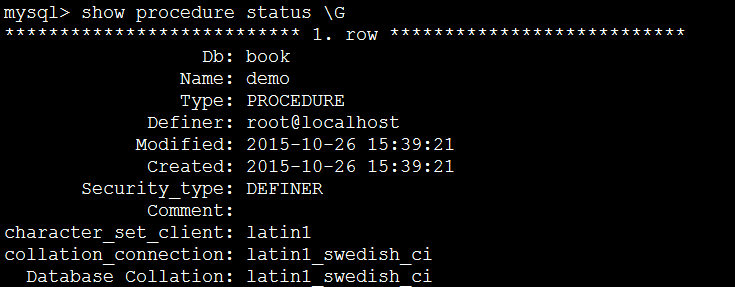 mysql> show procedure status \G
*************************** 1. row ***************************
Db: book
Name: demo
Type: PROCEDURE
Definer: root@localhost
Modified: 2015-10-26 15:39:21
Created: 2015-10-26 15:39:21
Security_type: DEFINER
Comment:
character_set_client: latin1
collation_connection: latin1_swedish_ci
Database Collation: latin1_swedish_ci